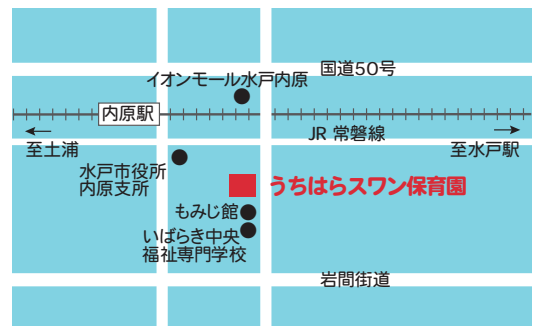 国道50号
イオンモール水戸内原
内原駅
JR 常磐線
至土浦
至水戸駅
水戸市役所
内原支所
うちはらスワン保育園
もみじ館
いばらき中央
福祉専門学校
岩間街道